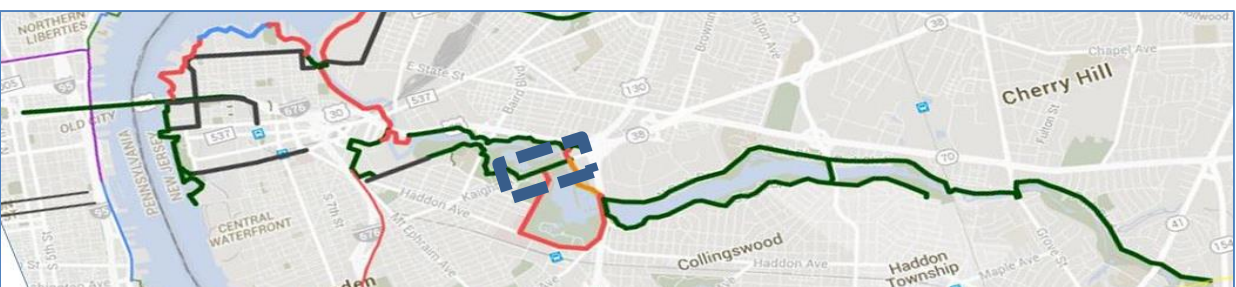 NORTHERN
LIBERTIES
OLD CITY
PENNSYLVANIA
NEW JERSEY
537
676
30
E State St
537
Baird Blvd
130
38
38
Chapel Ave
Cherry Hill
Fulton St
70
41
154
Haddon Ave
Mt Ephraim Ave
S 7th St
676
CENTRAL
WATERFRONT
S 5th St
Collingswood
Haddon Ave
Haddon
Township
Maple Ave
Grove St